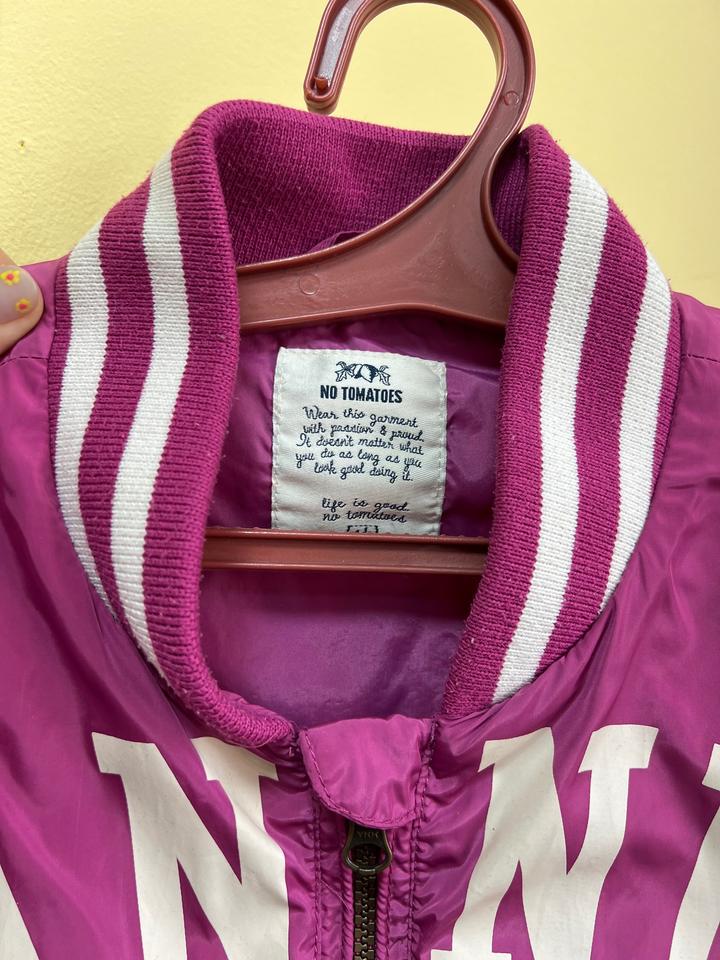 NO TOMATOES
Wear this garment
with passion & proud.
It doesn't matter what
you do as long as you
look good doing it.
life is good.
no tomatoes
YKK
N N